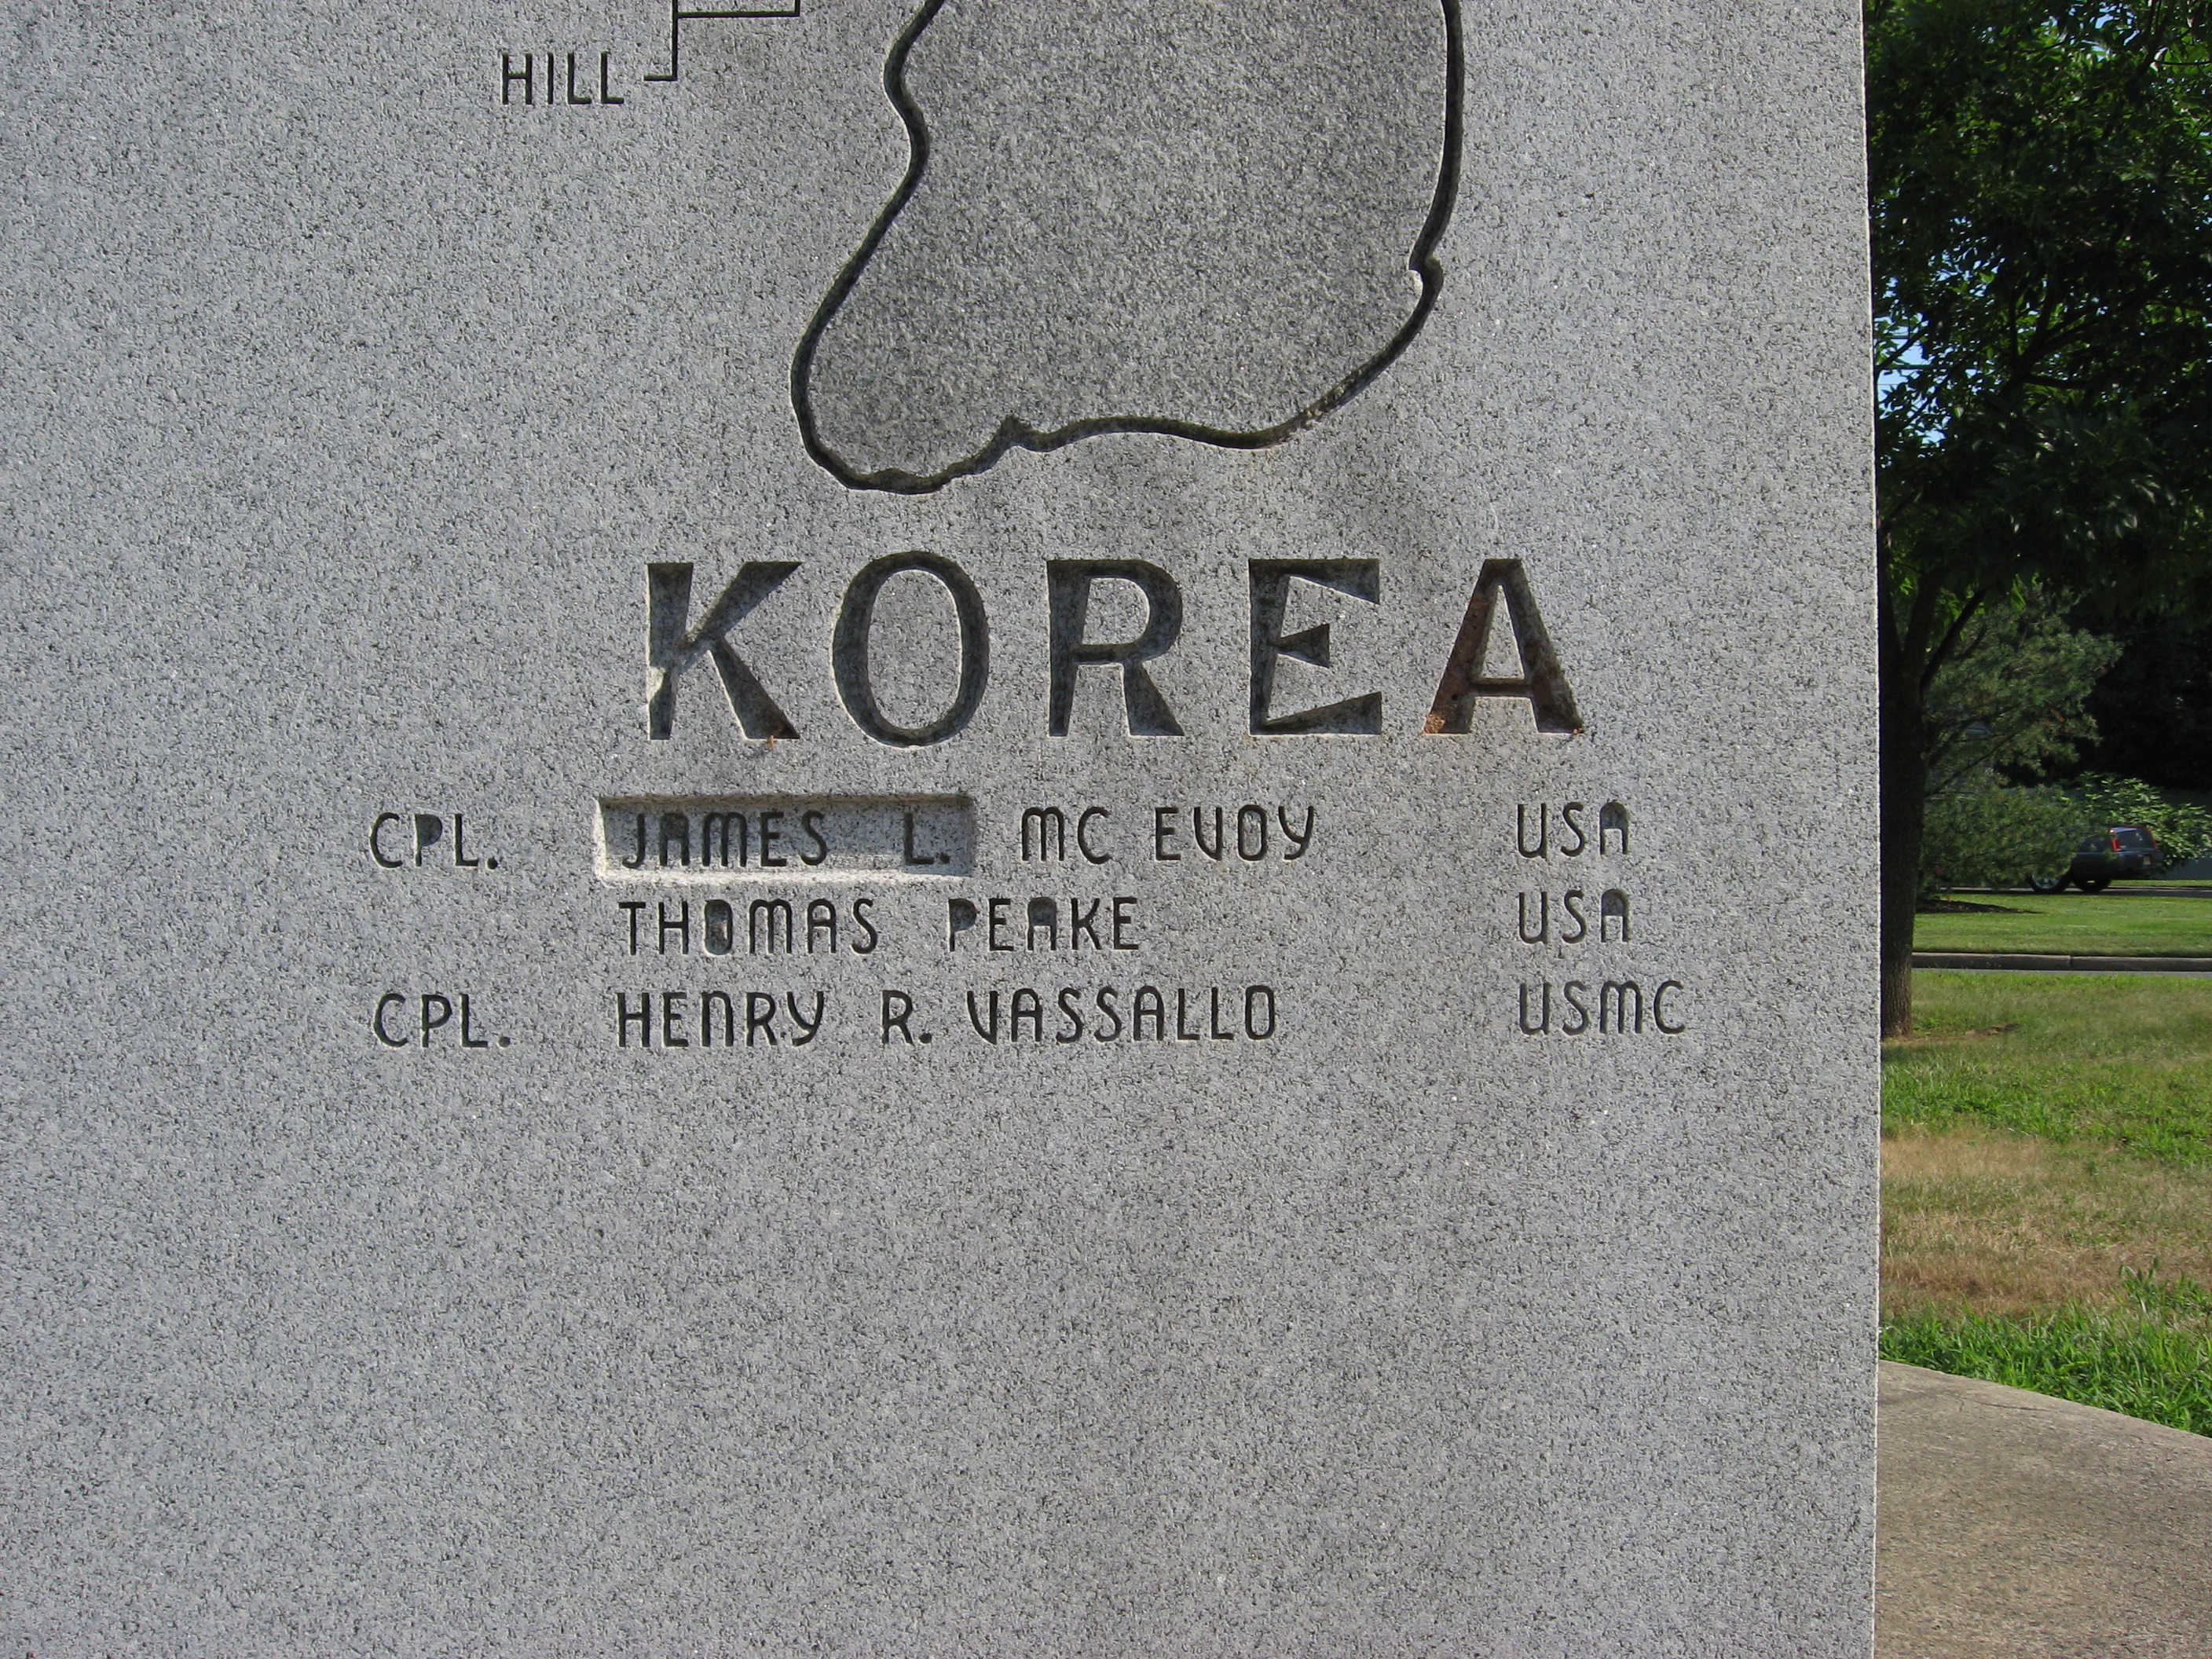 HILL
KOREA
CPL. JAMES L. MC EVOY USA
THOMAS PEAKE USA
CPL. HENRY R. VASSALLO USMC